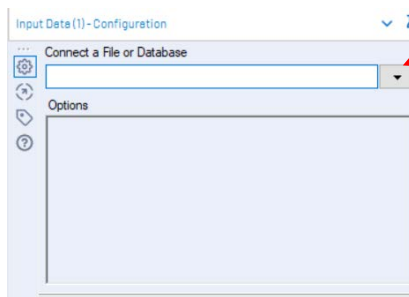 Input Data (1) - Configuration
Connect a File or Database
Options